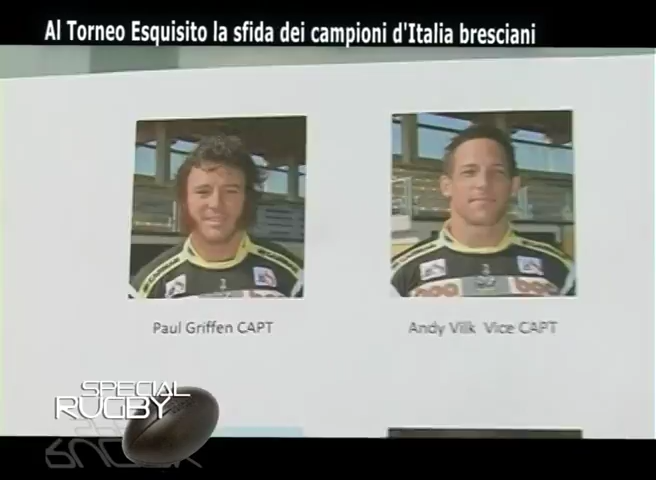 Al Torneo Esquisito la sfida dei campioni d'Italia bresciani
Paul Griffen CAPT
Andy Vilk Vice CAPT
SPECIAL
RUGBY